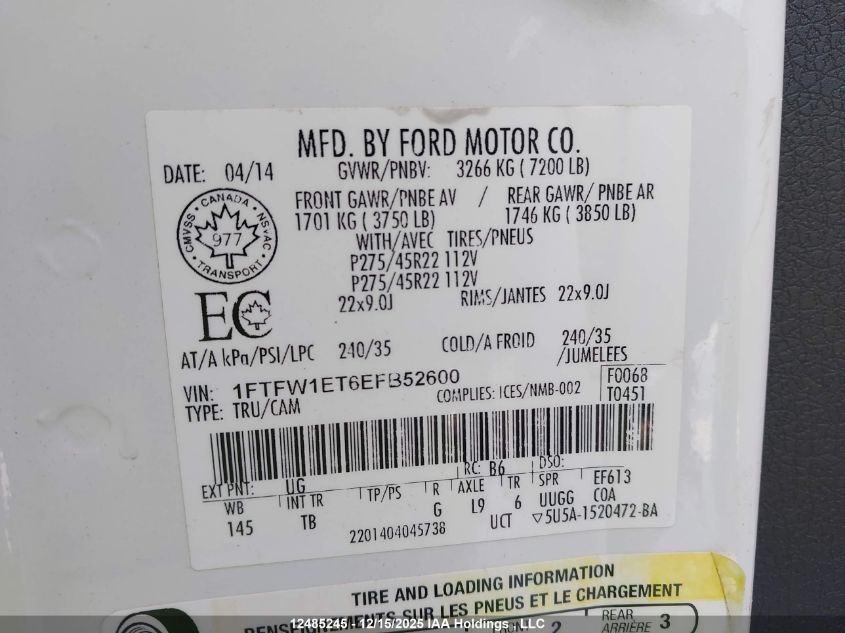 MFD. BY FORD MOTOR CO.
DATE: 04/14 GVWR/PNBV: 3266 KG ( 7200 LB)
FRONT GAWR/PNBE AV / REAR GAWR/ PNBE AR
1701 KG ( 3750 LB) 1746 KG ( 3850 LB)
CMVSS • CANADA • NSVAC • TRANSPORT •
977
WITH/AVEC TIRES/PNEUS
P275/45R22 112V
P275/45R22 112V
22x9.0J RIMS/JANTES 22x9.0J
EC
AT/A kPa/PSI/LPC 240/35 COLD/A FROID 240/35
/JUMELEES
VIN: 1FTFW1ET6EFB52600 COMPLIES: ICES/NMB-002 F0068
TYPE: TRU/CAM T0451
EXT PNT: UG RC: B6 DSO:
WB INT TR TP/PS R AXLE TR SPR EF613
145 TB G L9 6 UUGG COA
2201404045738 UCT ▽5U5A-1520472-BA
TIRE AND LOADING INFORMATION
RENSEIGNEMENTS SUR LES PNEUS ET LE CHARGEMENT
2 REAR
ARRIÈRE 3
12485245 - 12/15/2025 IAA Holdings, LLC